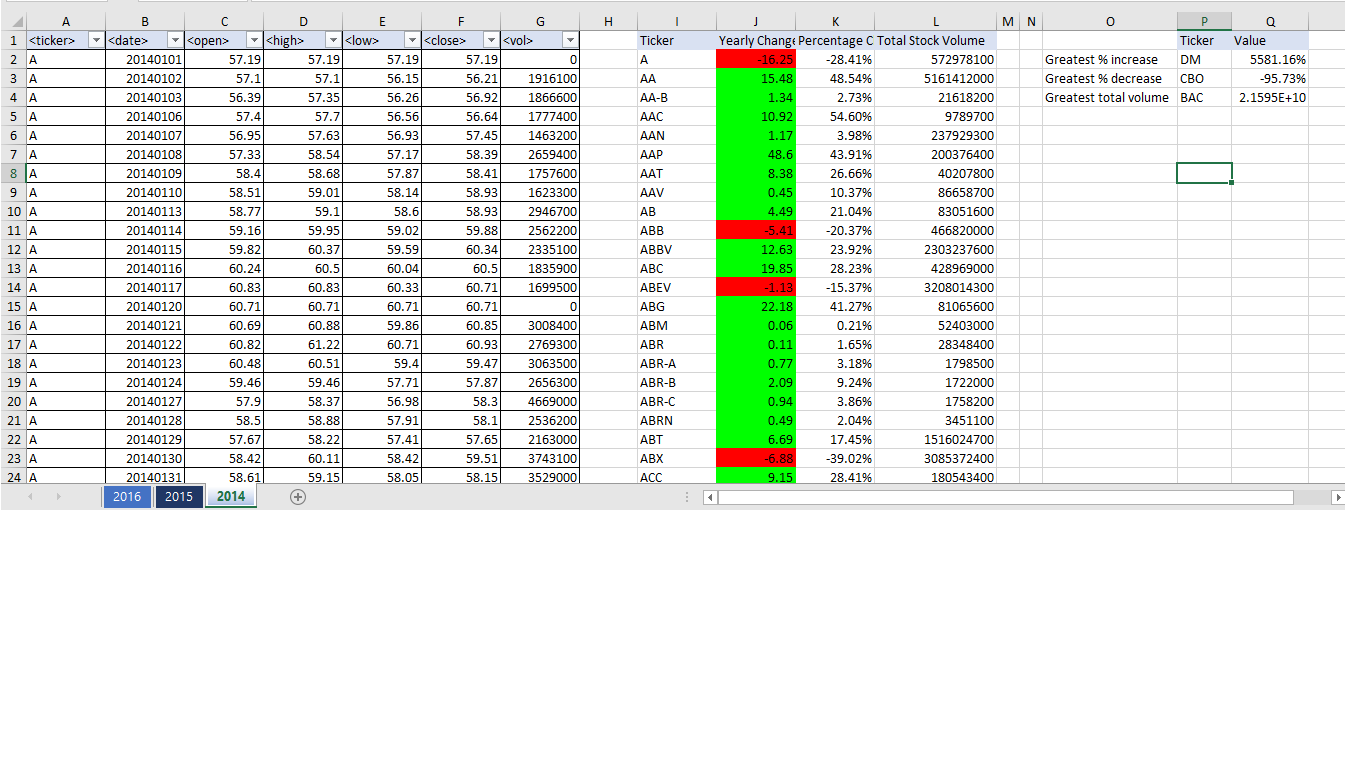 A B C D E F G H I J K L M N O P Q
1 <ticker> <date> <open> <high> <low> <close> <vol> Ticker Yearly Change Percentage C Total Stock Volume Ticker Value
2 A 20140101 57.19 57.19 57.19 57.19 0 A -16.25 -28.41% 572978100 Greatest % increase DM 5581.16%
3 A 20140102 57.1 57.1 56.15 56.21 1916100 AA 15.48 48.54% 5161412000 Greatest % decrease CBO -95.73%
4 A 20140103 56.39 57.35 56.26 56.92 1866600 AA-B 1.34 2.73% 21618200 Greatest total volume BAC 2.1595E+10
5 A 20140106 57.4 57.7 56.56 56.64 1777400 AAC 10.92 54.60% 9789700
6 A 20140107 56.95 57.63 56.93 57.45 1463200 AAN 1.17 3.98% 237929300
7 A 20140108 57.33 58.54 57.17 58.39 2659400 AAP 48.6 43.91% 200376400
8 A 20140109 58.4 58.68 57.87 58.41 1757600 AAT 8.38 26.66% 40207800
9 A 20140110 58.51 59.01 58.14 58.93 1623300 AAV 0.45 10.37% 86658700
10 A 20140113 58.77 59.1 58.6 58.93 2946700 AB 4.49 21.04% 83051600
11 A 20140114 59.16 59.95 59.02 59.88 2562200 ABB -5.41 -20.37% 466820000
12 A 20140115 59.82 60.37 59.59 60.34 2335100 ABBV 12.63 23.92% 2303237600
13 A 20140116 60.24 60.5 60.04 60.5 1835900 ABC 19.85 28.23% 428969000
14 A 20140117 60.83 60.83 60.33 60.71 1699500 ABEV -1.13 -15.37% 3208014300
15 A 20140120 60.71 60.71 60.71 60.71 0 ABG 22.18 41.27% 81065600
16 A 20140121 60.69 60.88 59.86 60.85 3008400 ABM 0.06 0.21% 52403000
17 A 20140122 60.82 61.22 60.71 60.93 2769300 ABR 0.11 1.65% 28348400
18 A 20140123 60.48 60.51 59.4 59.47 3063500 ABR-A 0.77 3.18% 1798500
19 A 20140124 59.46 59.46 57.71 57.87 2656300 ABR-B 2.09 9.24% 1722000
20 A 20140127 57.9 58.37 56.98 58.3 4669000 ABR-C 0.94 3.86% 1758200
21 A 20140128 58.5 58.88 57.91 58.1 2536200 ABRN 0.49 2.04% 3451100
22 A 20140129 57.67 58.22 57.41 57.65 2163000 ABT 6.69 17.45% 1516024700
23 A 20140130 58.42 60.11 58.42 59.51 3743100 ABX -6.88 -39.02% 3085372400
24 A 20140131 58.61 59.15 58.05 58.15 3529000 ACC 9.15 28.41% 180543400
2016 2015 2014